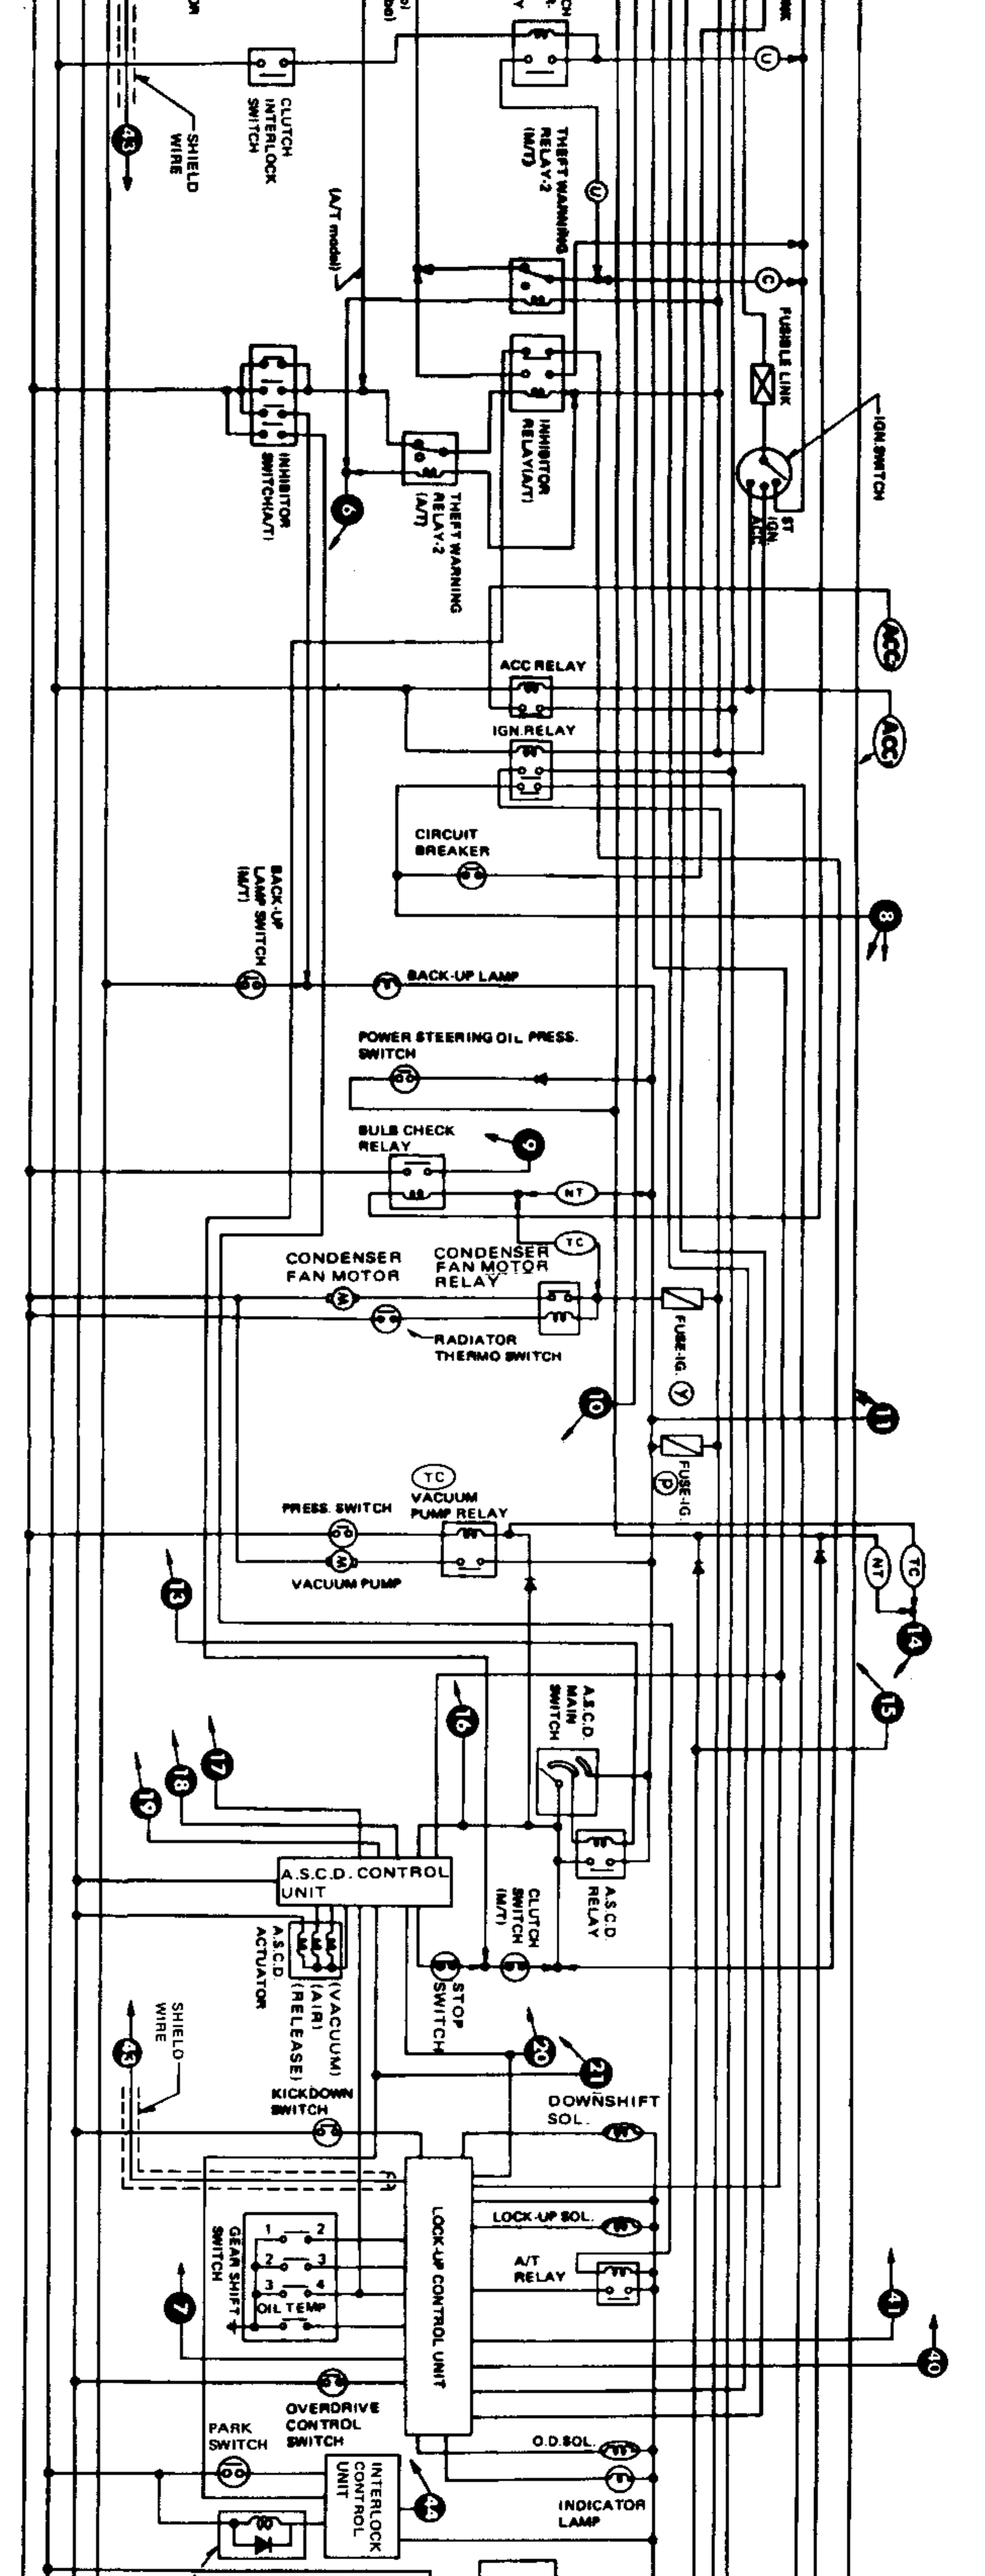 CLUTCH
INTERLOCK
SWITCH
SHIELD
WIRE
43
U
THEFT WARNING
RELAY-2
(M/T)
U
(A/T model)
C
FUSIBLE LINK
IGN.SWITCH
ST
IGN.
ACC
INHIBITOR
RELAY(A/T)
INHIBITOR
SWITCH(A/T)
6
THEFT WARNING
RELAY-2
(A/T)
ACC
ACC RELAY
ACC
IGN.RELAY
CIRCUIT
BREAKER
BACK-UP
LAMP SWITCH
(M/T)
8
BACK-UP LAMP
POWER STEERING OIL PRESS.
SWITCH
BULB CHECK
RELAY
9
NT
TC
CONDENSER
FAN MOTOR
CONDENSER
FAN MOTOR
RELAY
M
RADIATOR
THERMO SWITCH
FUSE-IG.
Y
10
11
FUSE-IG.
P
TC
VACUUM
PUMP RELAY
PRESS. SWITCH
M
VACUUM PUMP
NT
TC
13
14
15
A.S.C.D.
MAIN
SWITCH
16
17
18
19
A.S.C.D. CONTROL
UNIT
A.S.C.D.
RELAY
CLUTCH
SWITCH
(M/T)
A.S.C.D.
ACTUATOR
M
M
M
(VACUUM)
(AIR)
(RELEASE)
STOP
SWITCH
SHIELD
WIRE
43
20
21
KICKDOWN
SWITCH
DOWNSHIFT
SOL.
LOCK-UP CONTROL UNIT
LOCK-UP SOL.
A/T
RELAY
GEAR SHIFT
SWITCH
1 2
2 3
3 4
OIL TEMP
7
41
40
OVERDRIVE
CONTROL
SWITCH
PARK
SWITCH
O.D.SOL.
INTERLOCK
CONTROL
UNIT
44
INDICATOR
LAMP